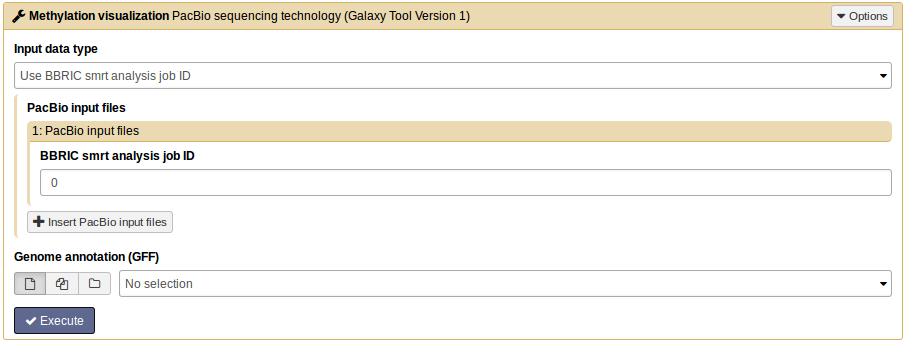 Methylation visualization PacBio sequencing technology (Galaxy Tool Version 1)
Options
Input data type
Use BBRIC smrt analysis job ID
PacBio input files
1: PacBio input files
BBRIC smrt analysis job ID
0
Insert PacBio input files
Genome annotation (GFF)
No selection
Execute